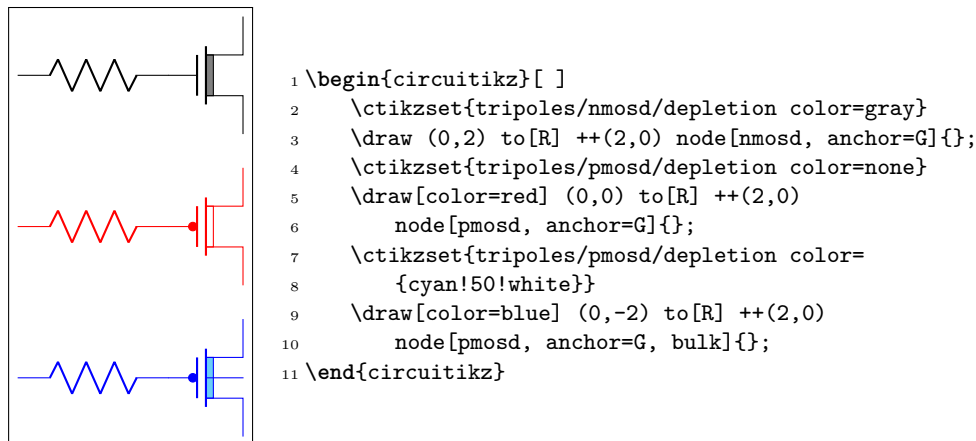 1 \begin{circuitikz}[ ]
2 \ctikzset{tripoles/nmosd/depletion color=gray}
3 \draw (0,2) to[R] ++(2,0) node[nmosd, anchor=G]{};
4 \ctikzset{tripoles/pmosd/depletion color=none}
5 \draw[color=red] (0,0) to[R] ++(2,0)
6 node[pmosd, anchor=G]{};
7 \ctikzset{tripoles/pmosd/depletion color=
8 {cyan!50!white}}
9 \draw[color=blue] (0,-2) to[R] ++(2,0)
10 node[pmosd, anchor=G, bulk]{};
11 \end{circuitikz}